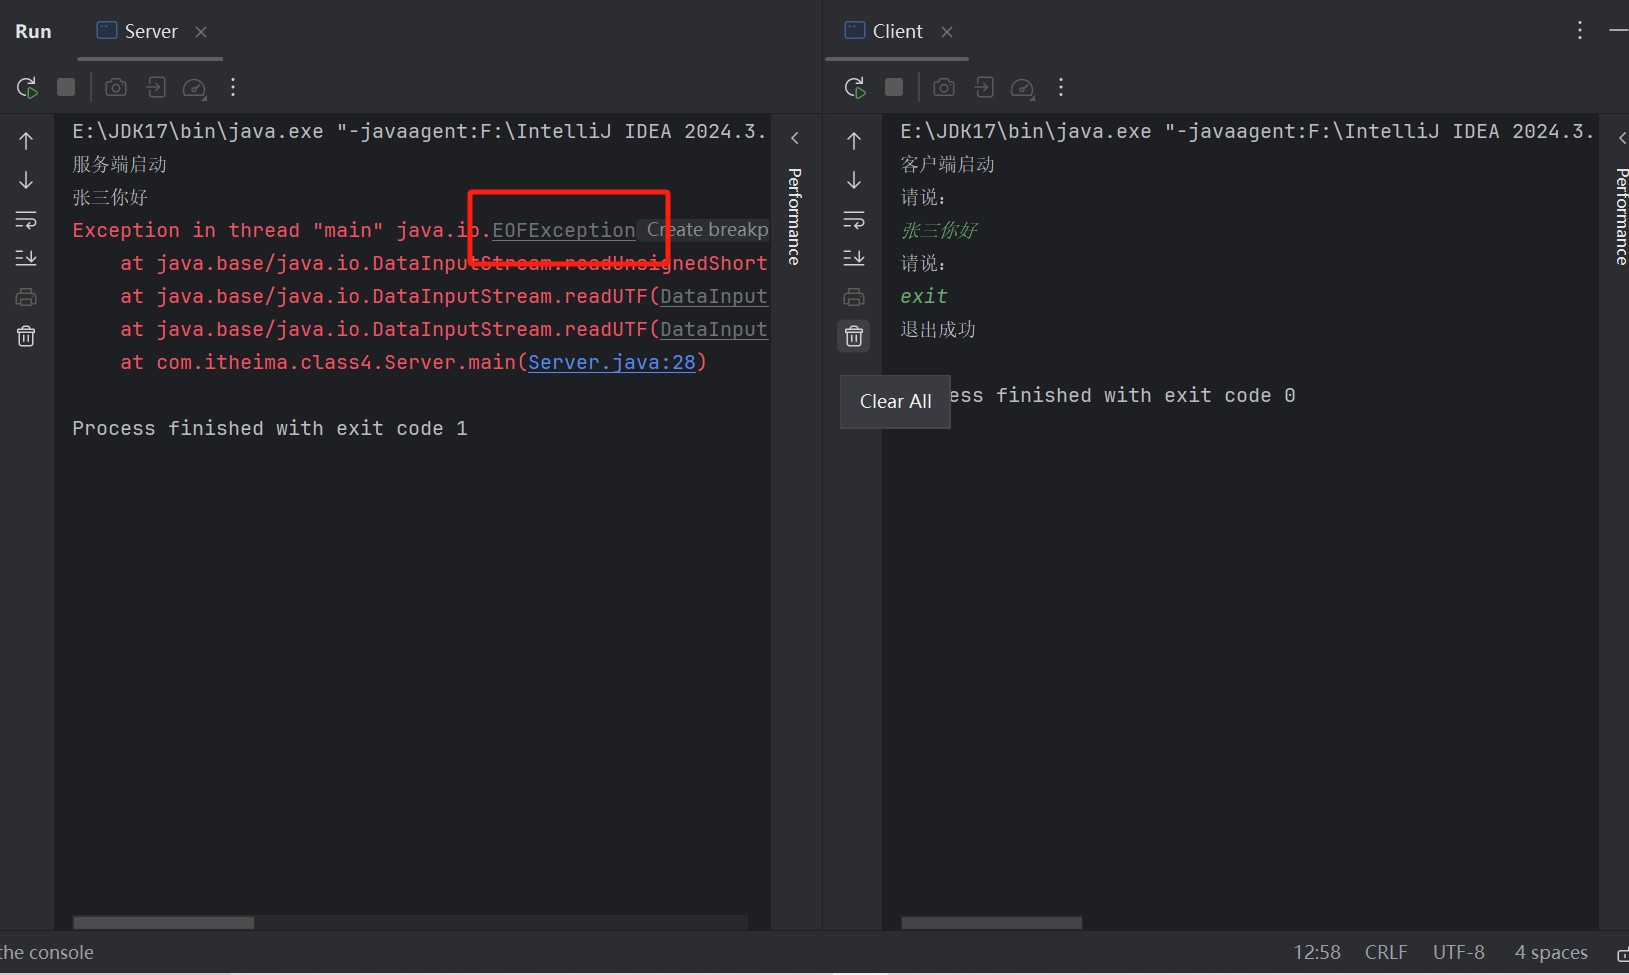 Run
Server
E:\JDK17\bin\java.exe "-javaagent:F:\IntelliJ IDEA 2024.3.
服务端启动
张三你好
Exception in thread "main" java.io.EOFException Create breakp
at java.base/java.io.DataInputStream.readUnsignedShort
at java.base/java.io.DataInputStream.readUTF(DataInput
at java.base/java.io.DataInputStream.readUTF(DataInput
at com.itheima.class4.Server.main(Server.java:28)
Process finished with exit code 1
Performance
Client
E:\JDK17\bin\java.exe "-javaagent:F:\IntelliJ IDEA 2024.3.
客户端启动
请说：
张三你好
请说：
exit
退出成功
ess finished with exit code 0
Clear All
Performance
the console
12:58 CRLF UTF-8 4 spaces